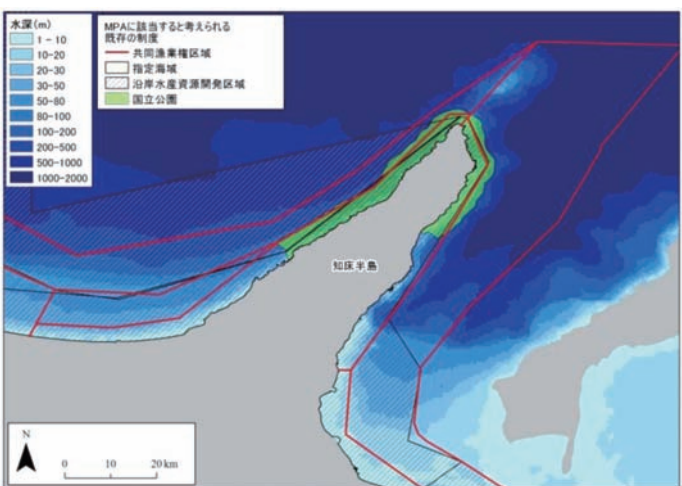 水深(m)
1-10
10-20
20-30
30-50
50-80
80-100
100-200
200-500
500-1000
1000-2000
MPAに該当すると考えられる
既存の制度
共同漁業権区域
指定海域
沿岸水産資源開発区域
国立公園
知床半島
N
0 10 20km